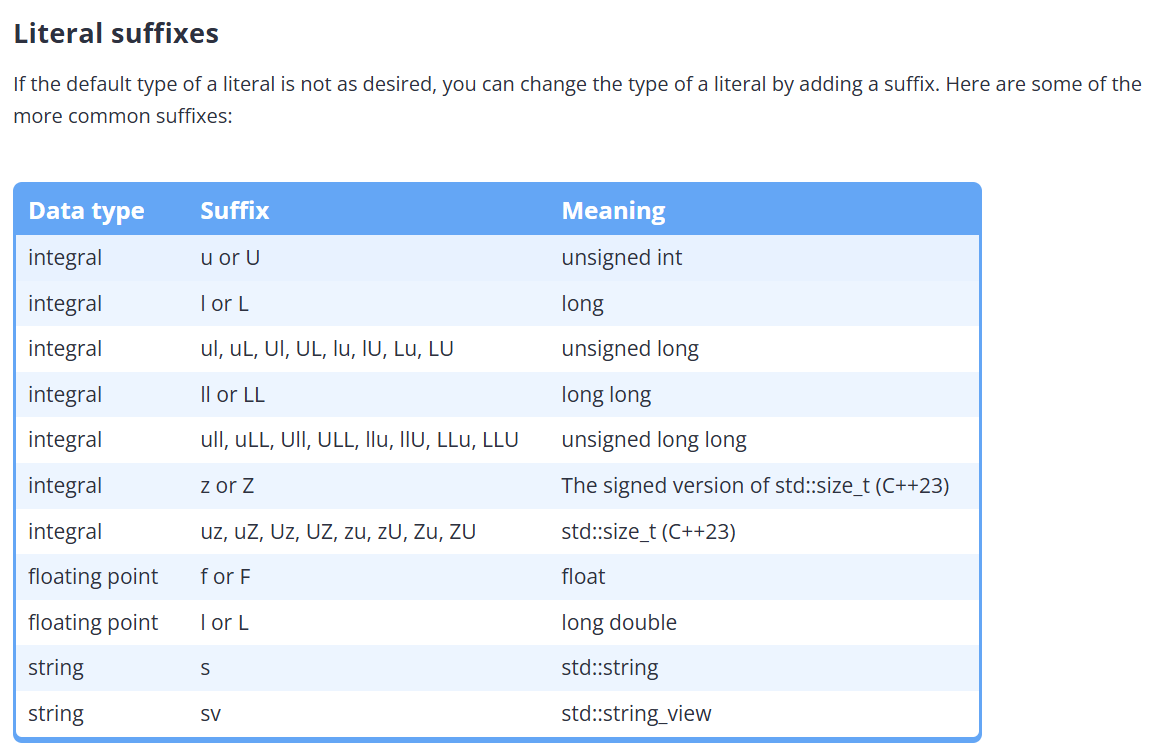 Literal suffixes
If the default type of a literal is not as desired, you can change the type of a literal by adding a suffix. Here are some of the
more common suffixes:
Data type Suffix Meaning
integral u or U unsigned int
integral l or L long
integral ul, uL, Ul, UL, lu, lU, Lu, LU unsigned long
integral ll or LL long long
integral ull, uLL, Ull, ULL, llu, llU, LLu, LLU unsigned long long
integral z or Z The signed version of std::size_t (C++23)
integral uz, uZ, Uz, UZ, zu, zU, Zu, ZU std::size_t (C++23)
floating point f or F float
floating point l or L long double
string s std::string
string sv std::string_view